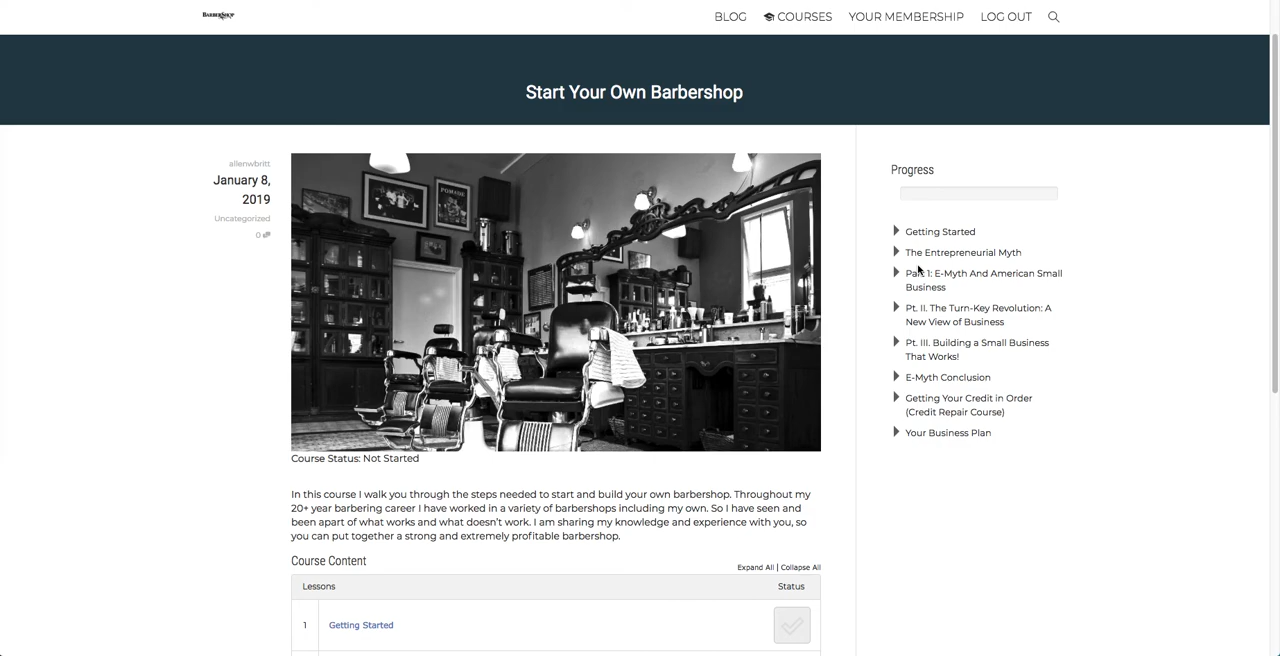 BARBERSHOP
BLOG
COURSES
YOUR MEMBERSHIP
LOG OUT
Start Your Own Barbershop
allenwbritt
January 8,
2019
Uncategorized
0
POMADE
Course Status: Not Started
In this course I walk you through the steps needed to start and build your own barbershop. Throughout my
20+ year barbering career I have worked in a variety of barbershops including my own. So I have seen and
been apart of what works and what doesn’t work. I am sharing my knowledge and experience with you, so
you can put together a strong and extremely profitable barbershop.
Course Content
Expand All | Collapse All
Lessons
Status
1
Getting Started
Progress
Getting Started
The Entrepreneurial Myth
Part 1: E-Myth And American Small
Business
Pt. II. The Turn-Key Revolution: A
New View of Business
Pt. III. Building a Small Business
That Works!
E-Myth Conclusion
Getting Your Credit in Order
(Credit Repair Course)
Your Business Plan